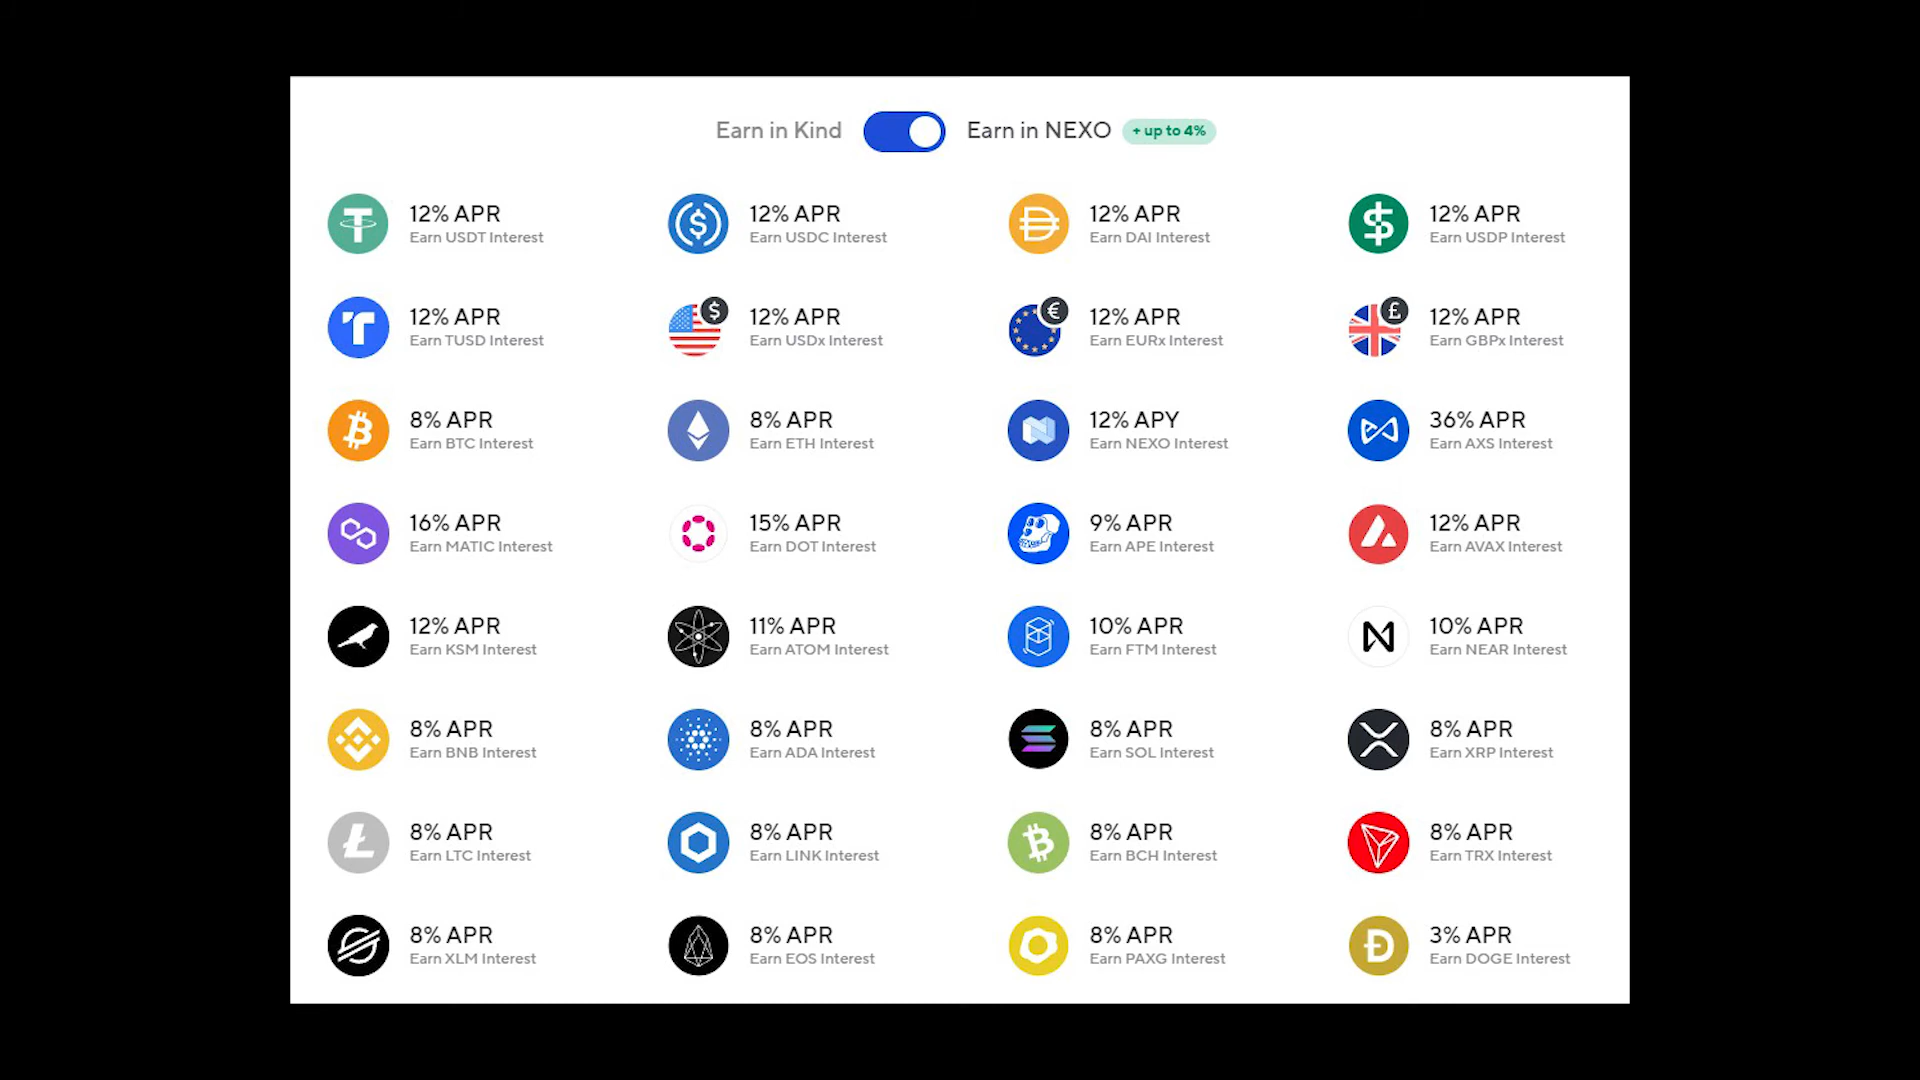 Earn in Kind Earn in NEXO + up to 4%
12% APR 12% APR 12% APR 12% APR
Earn USDT Interest Earn USDC Interest Earn DAI Interest Earn USDP Interest
12% APR 12% APR 12% APR 12% APR
Earn TUSD Interest Earn USDx Interest Earn EURx Interest Earn GBPx Interest
8% APR 8% APR 12% APY 36% APR
Earn BTC Interest Earn ETH Interest Earn NEXO Interest Earn AXS Interest
16% APR 15% APR 9% APR 12% APR
Earn MATIC Interest Earn DOT Interest Earn APE Interest Earn AVAX Interest
12% APR 11% APR 10% APR 10% APR
Earn KSM Interest Earn ATOM Interest Earn FTM Interest Earn NEAR Interest
8% APR 8% APR 8% APR 8% APR
Earn BNB Interest Earn ADA Interest Earn SOL Interest Earn XRP Interest
8% APR 8% APR 8% APR 8% APR
Earn LTC Interest Earn LINK Interest Earn BCH Interest Earn TRX Interest
8% APR 8% APR 8% APR 3% APR
Earn XLM Interest Earn EOS Interest Earn PAXG Interest Earn DOGE Interest